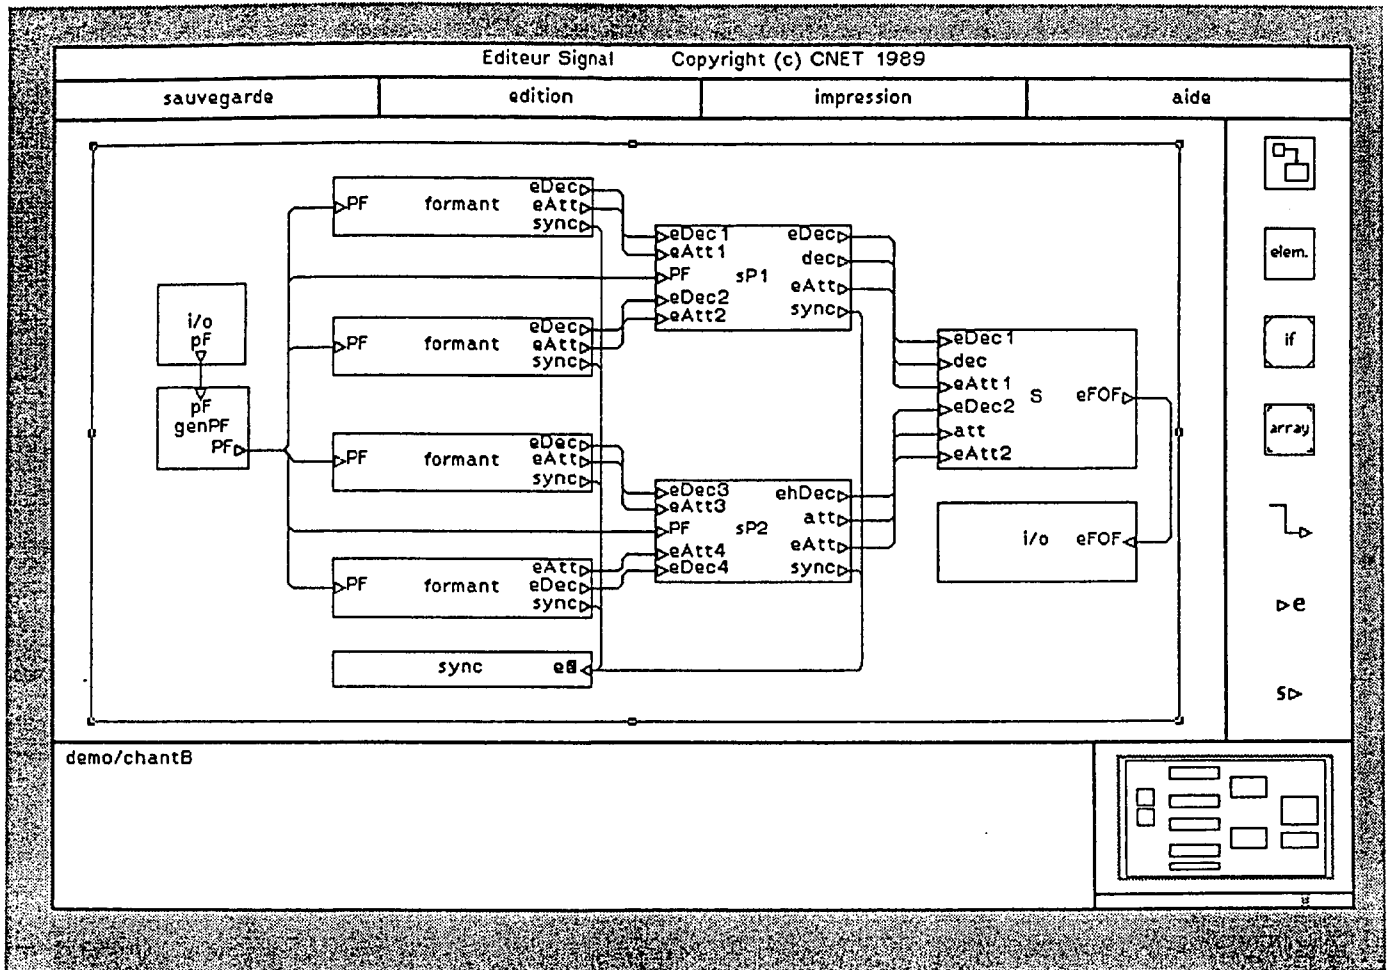 Editeur Signal Copyright (c) CNET 1989
sauvegarde edition impression aide
eDec
PF formant eAtt
sync
eDec1 eDec
eAtt1 dec
PF sP1 eAtt
eDec2 sync
eAtt2
i/o
pF
eDec
PF formant eAtt
sync
pF
genPF
PF
eDec1
dec
eAtt1 S eFOF
eDec2
att
eAtt2
eDec
PF formant eAtt
sync
eDec3 ehDec
eAtt3 att
PF sP2 eAtt
eAtt4 sync
eDec4
i/o eFOF
eAtt
PF formant eDec
sync
sync
elem.
if
array
e
s
demo/chantB